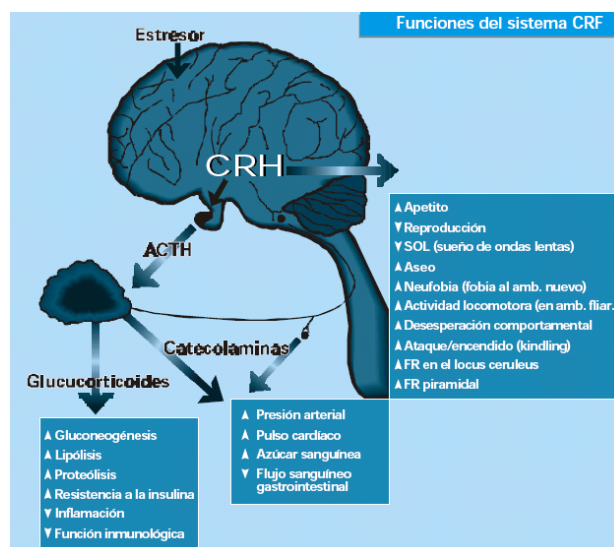 Funciones del sistema CRF
Estresor
CRH
ACTH
▲ Apetito
▼ Reproducción
▼ SOL (sueño de ondas lentas)
▲ Aseo
▲ Neufobia (fobia al amb. nuevo)
▲ Actividad locomotora (en amb. fliar.
▲ Desesperación comportamental
▲ Ataque/encendido (kindling)
▲ FR en el locus ceruleus
▲ FR piramidal
Catecolaminas
Glucucorticoides
▲ Gluconeogénesis
▲ Lipólisis
▲ Proteólisis
▲ Resistencia a la insulina
▼ Inflamación
▼ Función inmunológica
▲ Presión arterial
▲ Pulso cardíaco
▲ Azúcar sanguínea
▼ Flujo sanguíneo
gastrointestinal